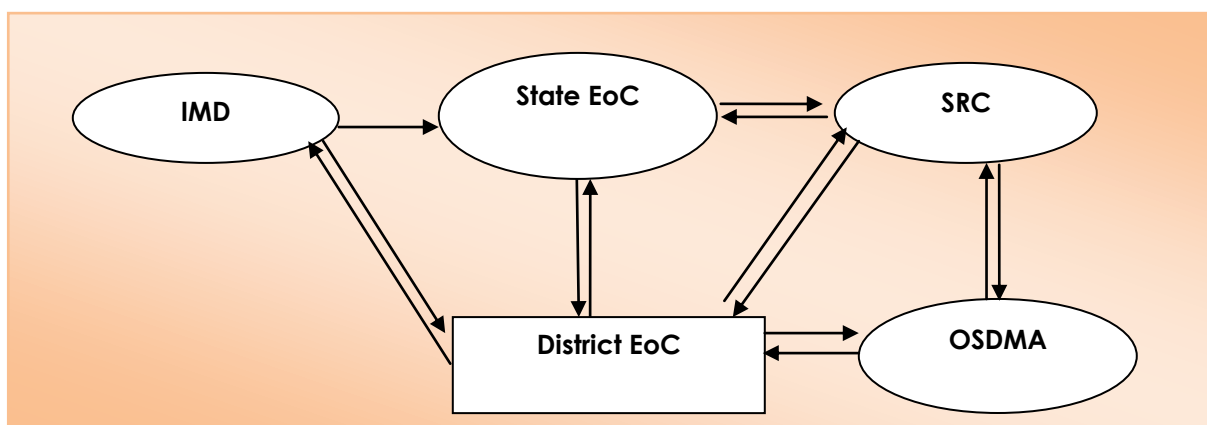 IMD
State EoC
SRC
District EoC
OSDMA